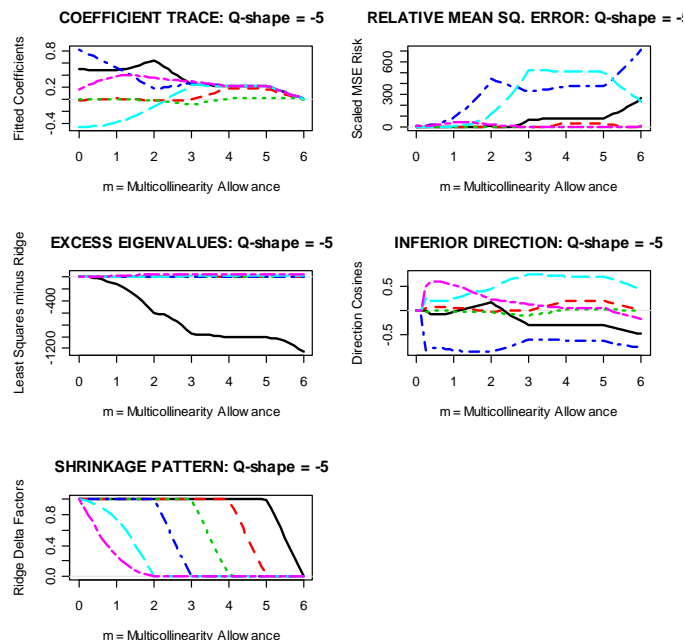 COEFFICIENT TRACE: Q-shape = -5
Fitted Coefficients
-0.4 0.2 0.8
0 1 2 3 4 5 6
m = Multicollinearity Allowance
RELATIVE MEAN SQ. ERROR: Q-shape = -5
Scaled MSE Risk
0 300 600
0 1 2 3 4 5 6
m = Multicollinearity Allowance
EXCESS EIGENVALUES: Q-shape = -5
Least Squares minus Ridge
-1200 -400
0 1 2 3 4 5 6
m = Multicollinearity Allowance
INFERIOR DIRECTION: Q-shape = -5
Direction Cosines
-0.5 0.5
0 1 2 3 4 5 6
m = Multicollinearity Allowance
SHRINKAGE PATTERN: Q-shape = -5
Ridge Delta Factors
0.0 0.4 0.8
0 1 2 3 4 5 6
m = Multicollinearity Allowance